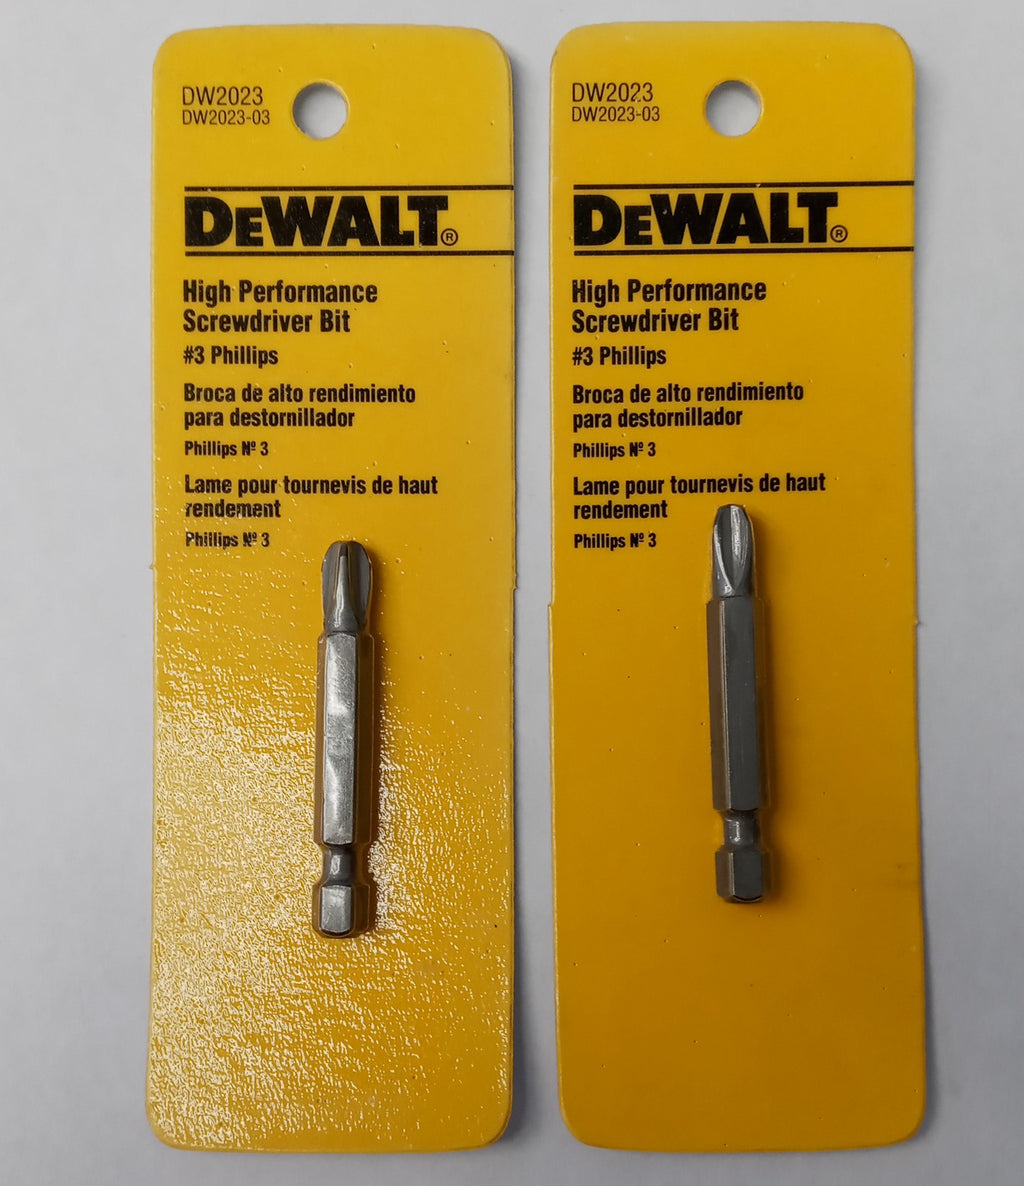 DW2023
DW2023-03
DEWALT®
High Performance
Screwdriver Bit
#3 Phillips
Broca de alto rendimiento
para destornillador
Phillips Nº 3
Lame pour tournevis de haut
rendement
Phillips Nº 3
DW2023
DW2023-03
DEWALT®
High Performance
Screwdriver Bit
#3 Phillips
Broca de alto rendimiento
para destornillador
Phillips Nº 3
Lame pour tournevis de haut
rendement
Phillips Nº 3